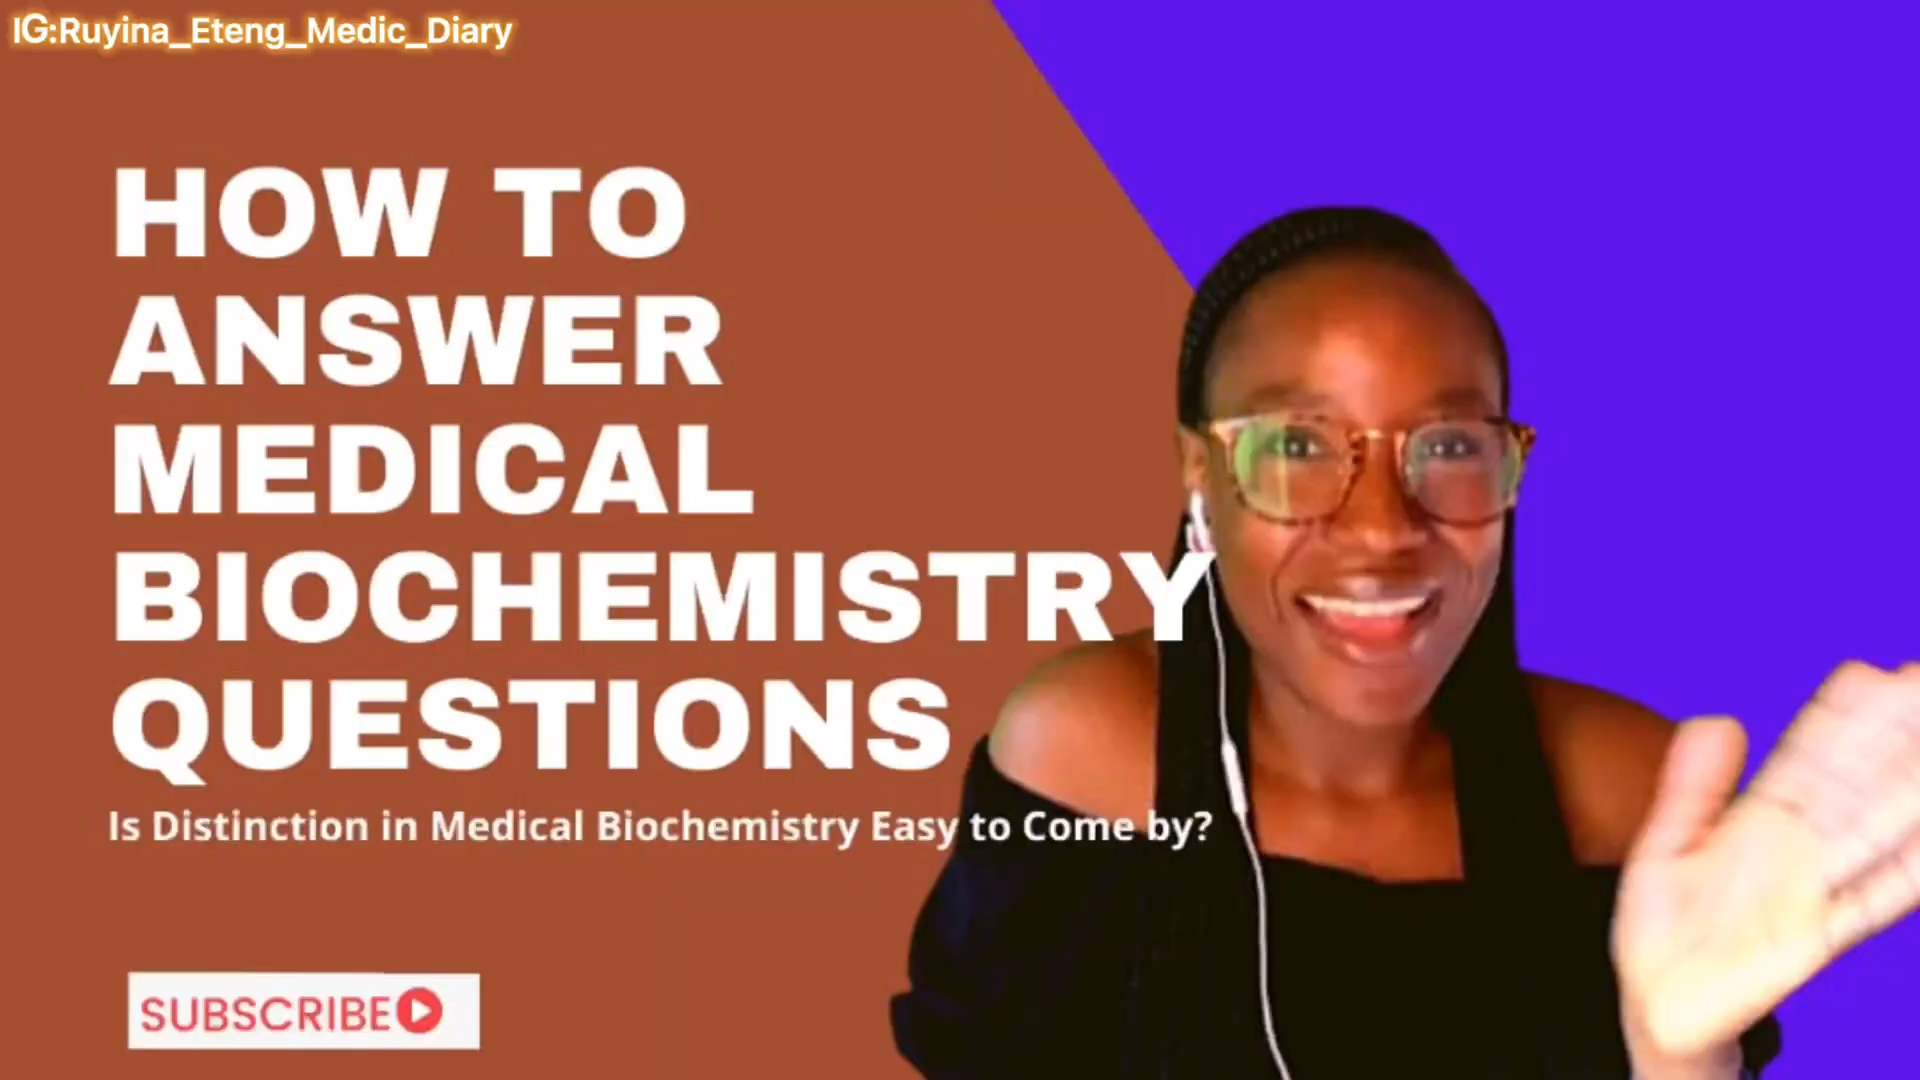 IG:Ruyina_Eteng_Medic_Diary
HOW TO
ANSWER
MEDICAL
BIOCHEMISTRY
QUESTIONS
Is Distinction in Medical Biochemistry Easy to Come by?
SUBSCRIBE